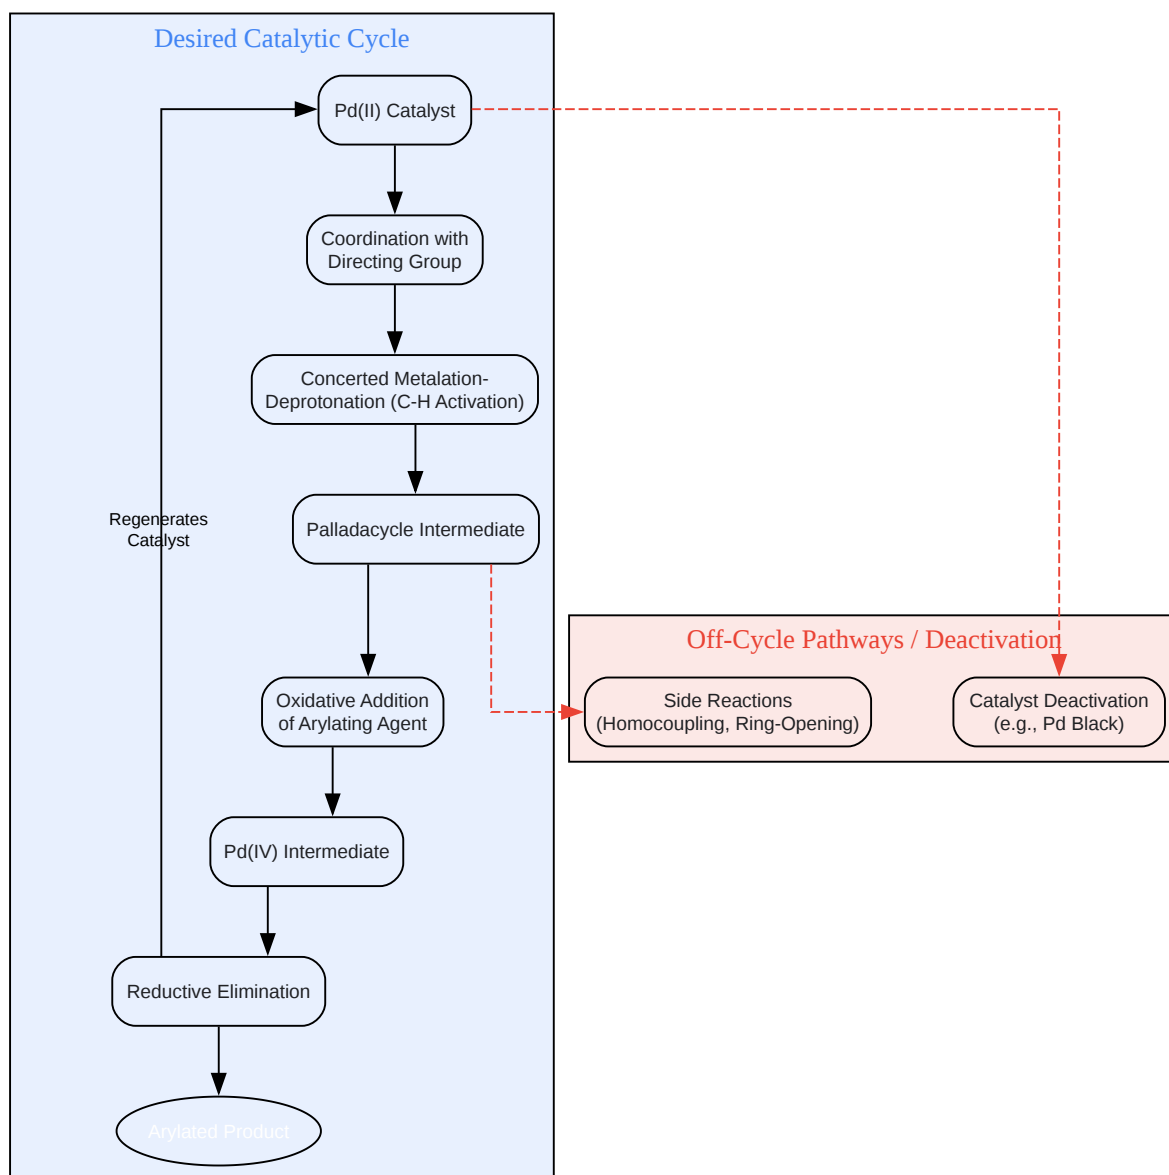 Desired Catalytic Cycle
Pd(II) Catalyst
Coordination with
Directing Group
Concerted Metalation-
Deprotonation (C-H Activation)
Regenerates
Catalyst
Palladacycle Intermediate
Off-Cycle Pathways / Deactivation
Oxidative Addition
of Arylating Agent
Side Reactions
(Homocoupling, Ring-Opening)
Catalyst Deactivation
(e.g., Pd Black)
Pd(IV) Intermediate
Reductive Elimination
Arylated Product